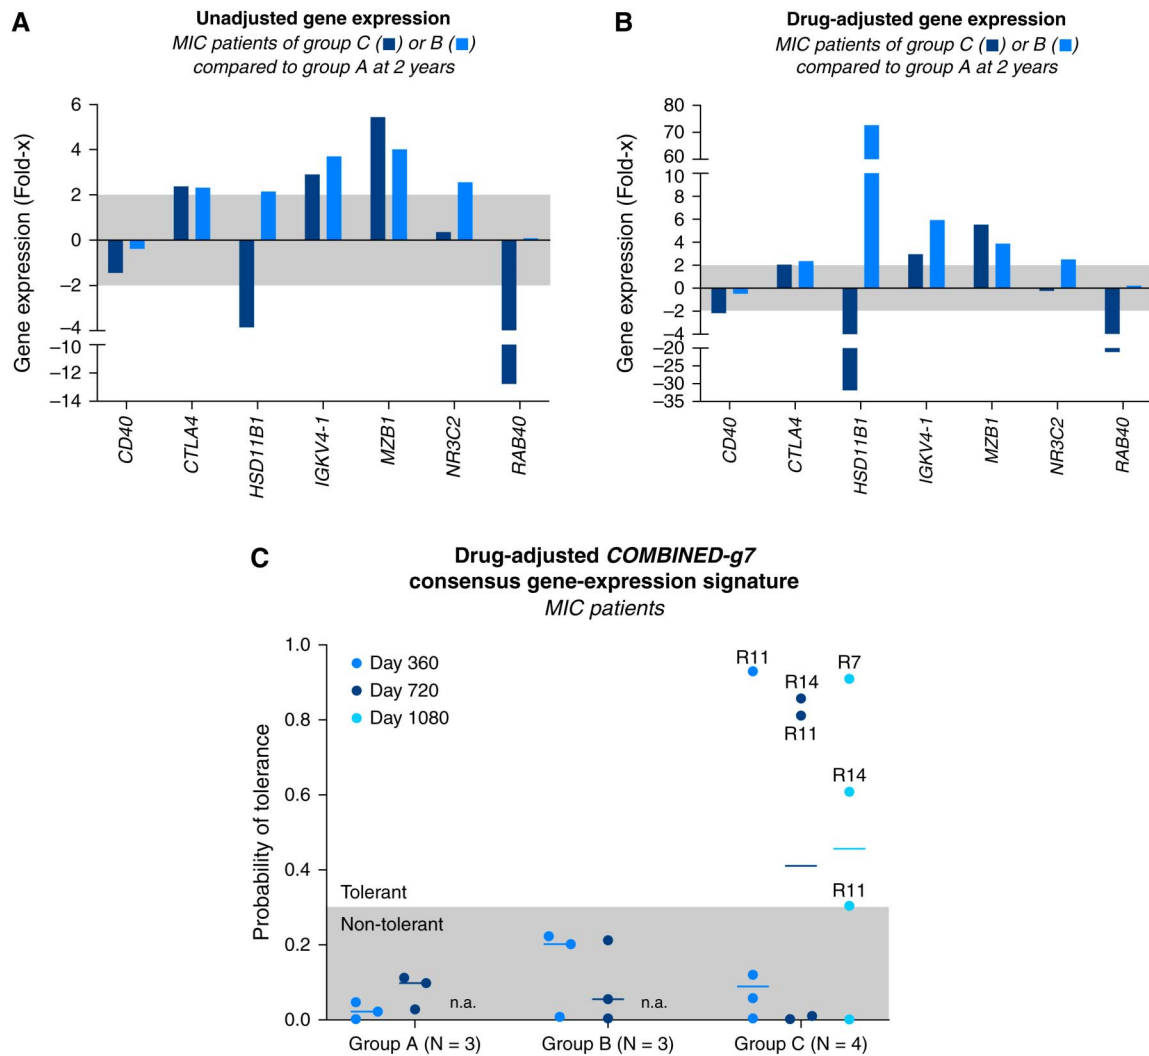 A
Unadjusted gene expression
MIC patients of group C (■) or B (■)
compared to group A at 2 years
Gene expression (Fold-x)
6
4
2
0
–2
–4
–10
–12
–14
CD40
CTLA4
HSD11B1
IGKV4-1
MZB1
NR3C2
RAB40
B
Drug-adjusted gene expression
MIC patients of group C (■) or B (■)
compared to group A at 2 years
Gene expression (Fold-x)
80
70
60
10
8
6
4
2
0
–2
–4
–20
–25
–30
–35
CD40
CTLA4
HSD11B1
IGKV4-1
MZB1
NR3C2
RAB40
C
Drug-adjusted COMBINED-g7
consensus gene-expression signature
MIC patients
Probability of tolerance
1.0
0.8
0.6
0.4
0.2
0.0
Day 360
Day 720
Day 1080
Tolerant
Non-tolerant
n.a.
n.a.
R11
R14
R11
R7
R14
R11
Group A (N = 3)
Group B (N = 3)
Group C (N = 4)